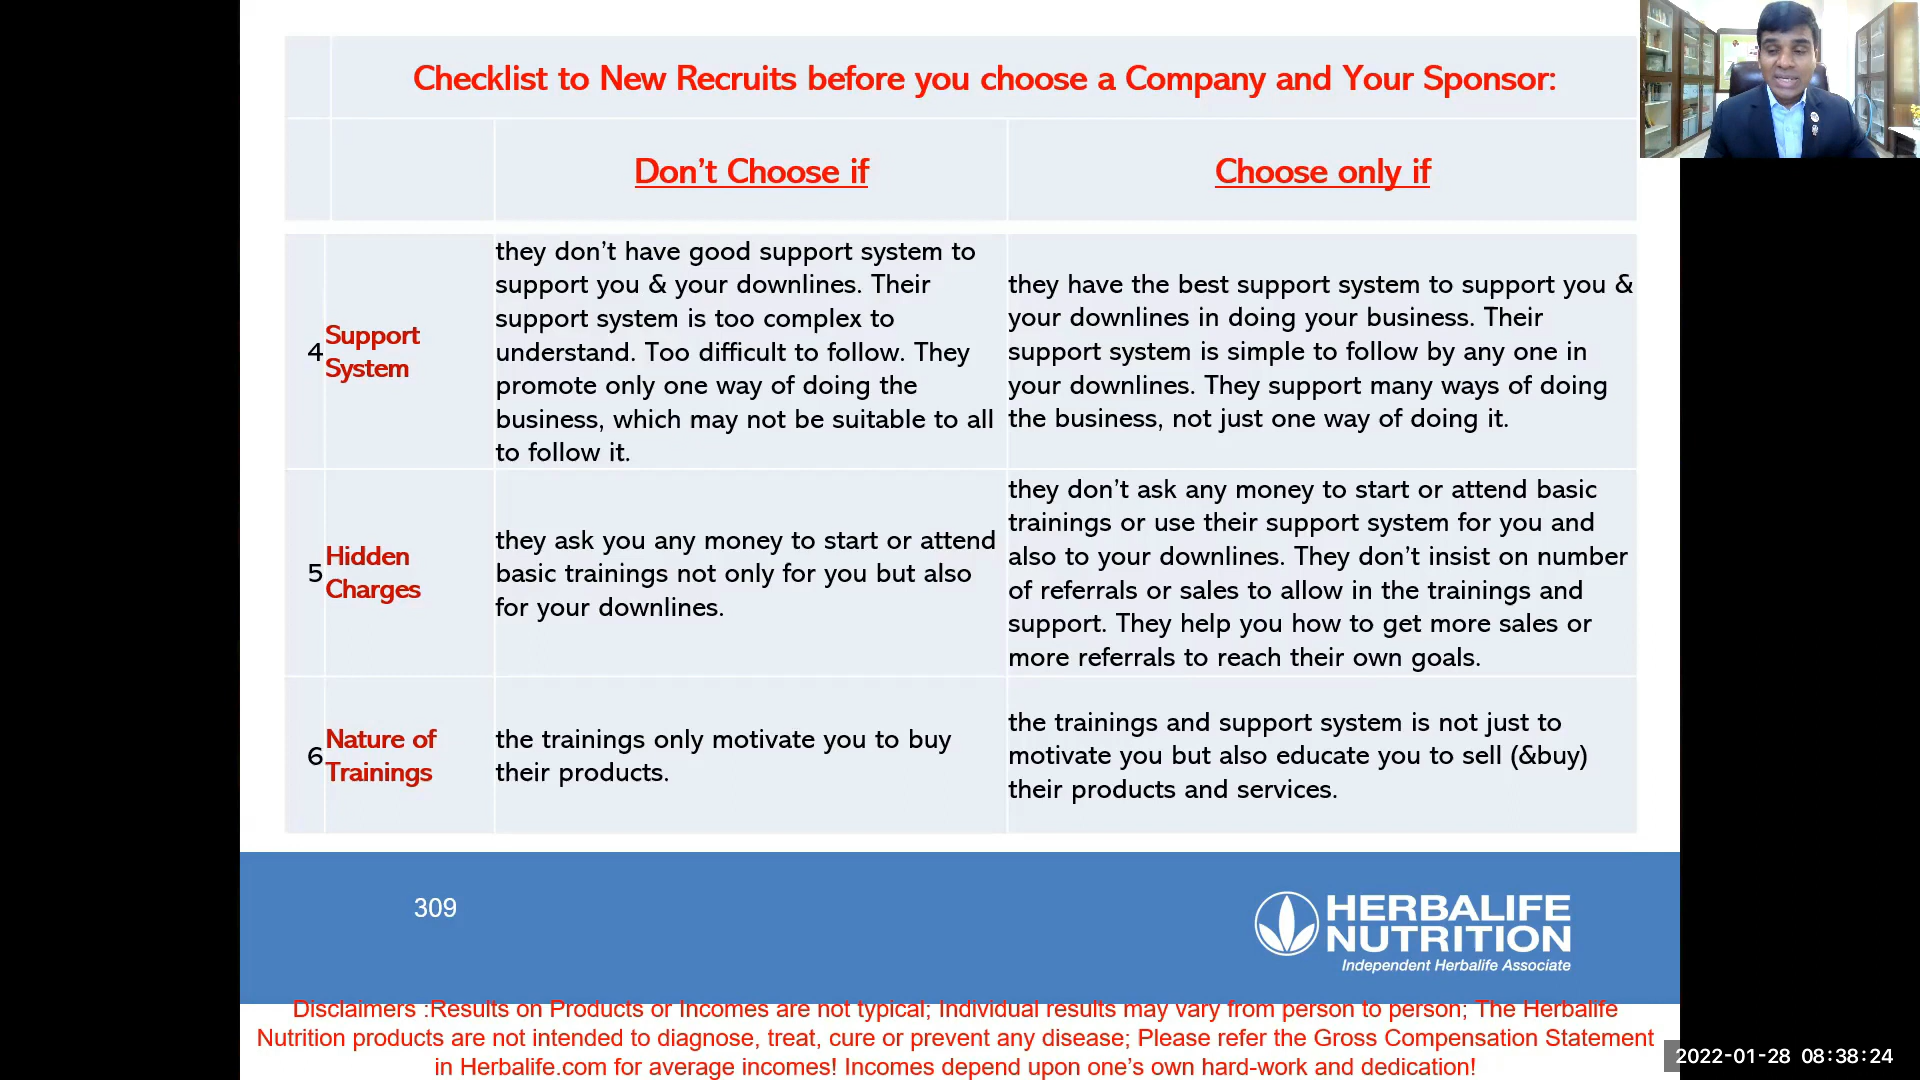 Checklist to New Recruits before you choose a Company and Your Sponsor:
Don't Choose if
Choose only if
4
Support
System
they don't have good support system to
support you & your downlines. Their
support system is too complex to
understand. Too difficult to follow. They
promote only one way of doing the
business, which may not be suitable to all
to follow it.
they have the best support system to support you &
your downlines in doing your business. Their
support system is simple to follow by any one in
your downlines. They support many ways of doing
the business, not just one way of doing it.
5
Hidden
Charges
they ask you any money to start or attend
basic trainings not only for you but also
for your downlines.
they don't ask any money to start or attend basic
trainings or use their support system for you and
also to your downlines. They don't insist on number
of referrals or sales to allow in the trainings and
support. They help you how to get more sales or
more referrals to reach their own goals.
6
Nature of
Trainings
the trainings only motivate you to buy
their products.
the trainings and support system is not just to
motivate you but also educate you to sell (&buy)
their products and services.
309
HERBALIFE
NUTRITION
Independent Herbalife Associate
Disclaimers :Results on Products or Incomes are not typical; Individual results may vary from person to person; The Herbalife
Nutrition products are not intended to diagnose, treat, cure or prevent any disease; Please refer the Gross Compensation Statement
in Herbalife.com for average incomes! Incomes depend upon one's own hard-work and dedication!
2022-01-28 08:38:24